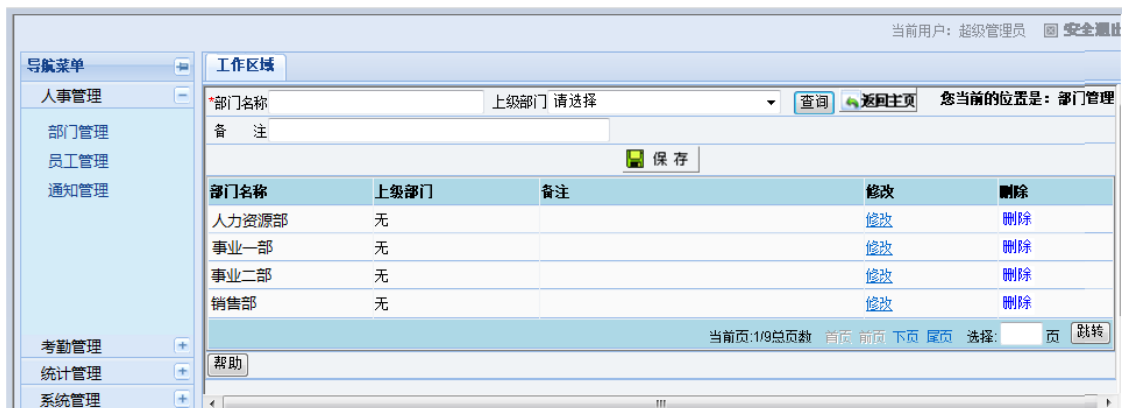 当前用户：超级管理员 安全退出
导航菜单 工作区域
人事管理
部门管理
员工管理
通知管理
考勤管理
统计管理
系统管理
*部门名称 上级部门 请选择 查询 返回主页 您当前的位置是：部门管理
备 注
保 存
部门名称 上级部门 备注 修改 删除
人力资源部 无 修改 删除
事业一部 无 修改 删除
事业二部 无 修改 删除
销售部 无 修改 删除
当前页:1/9总页数 首页 前页 下页 尾页 选择: 页 跳转
帮助